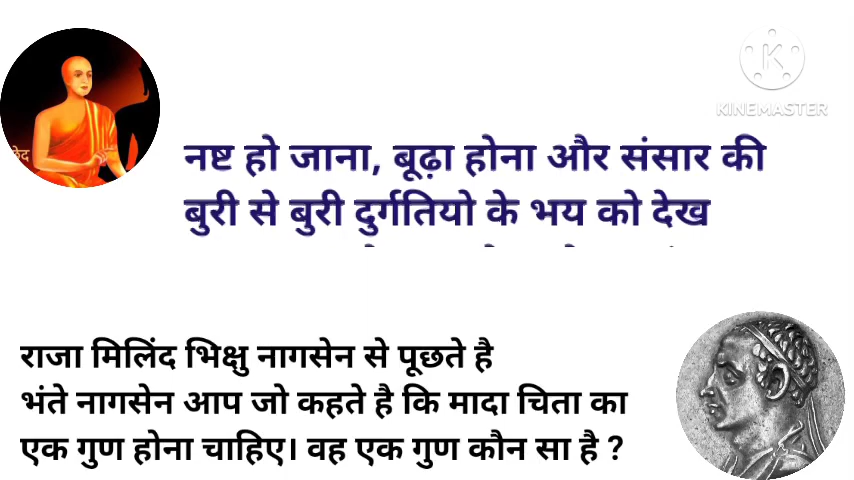 KINEMASTER
छेद
नष्ट हो जाना, बूढ़ा होना और संसार की
बुरी से बुरी दुर्गतियो के भय को देख
राजा मिलिंद भिक्षु नागसेन से पूछते है
भंते नागसेन आप जो कहते है कि मादा चिता का
एक गुण होना चाहिए। वह एक गुण कौन सा है ?